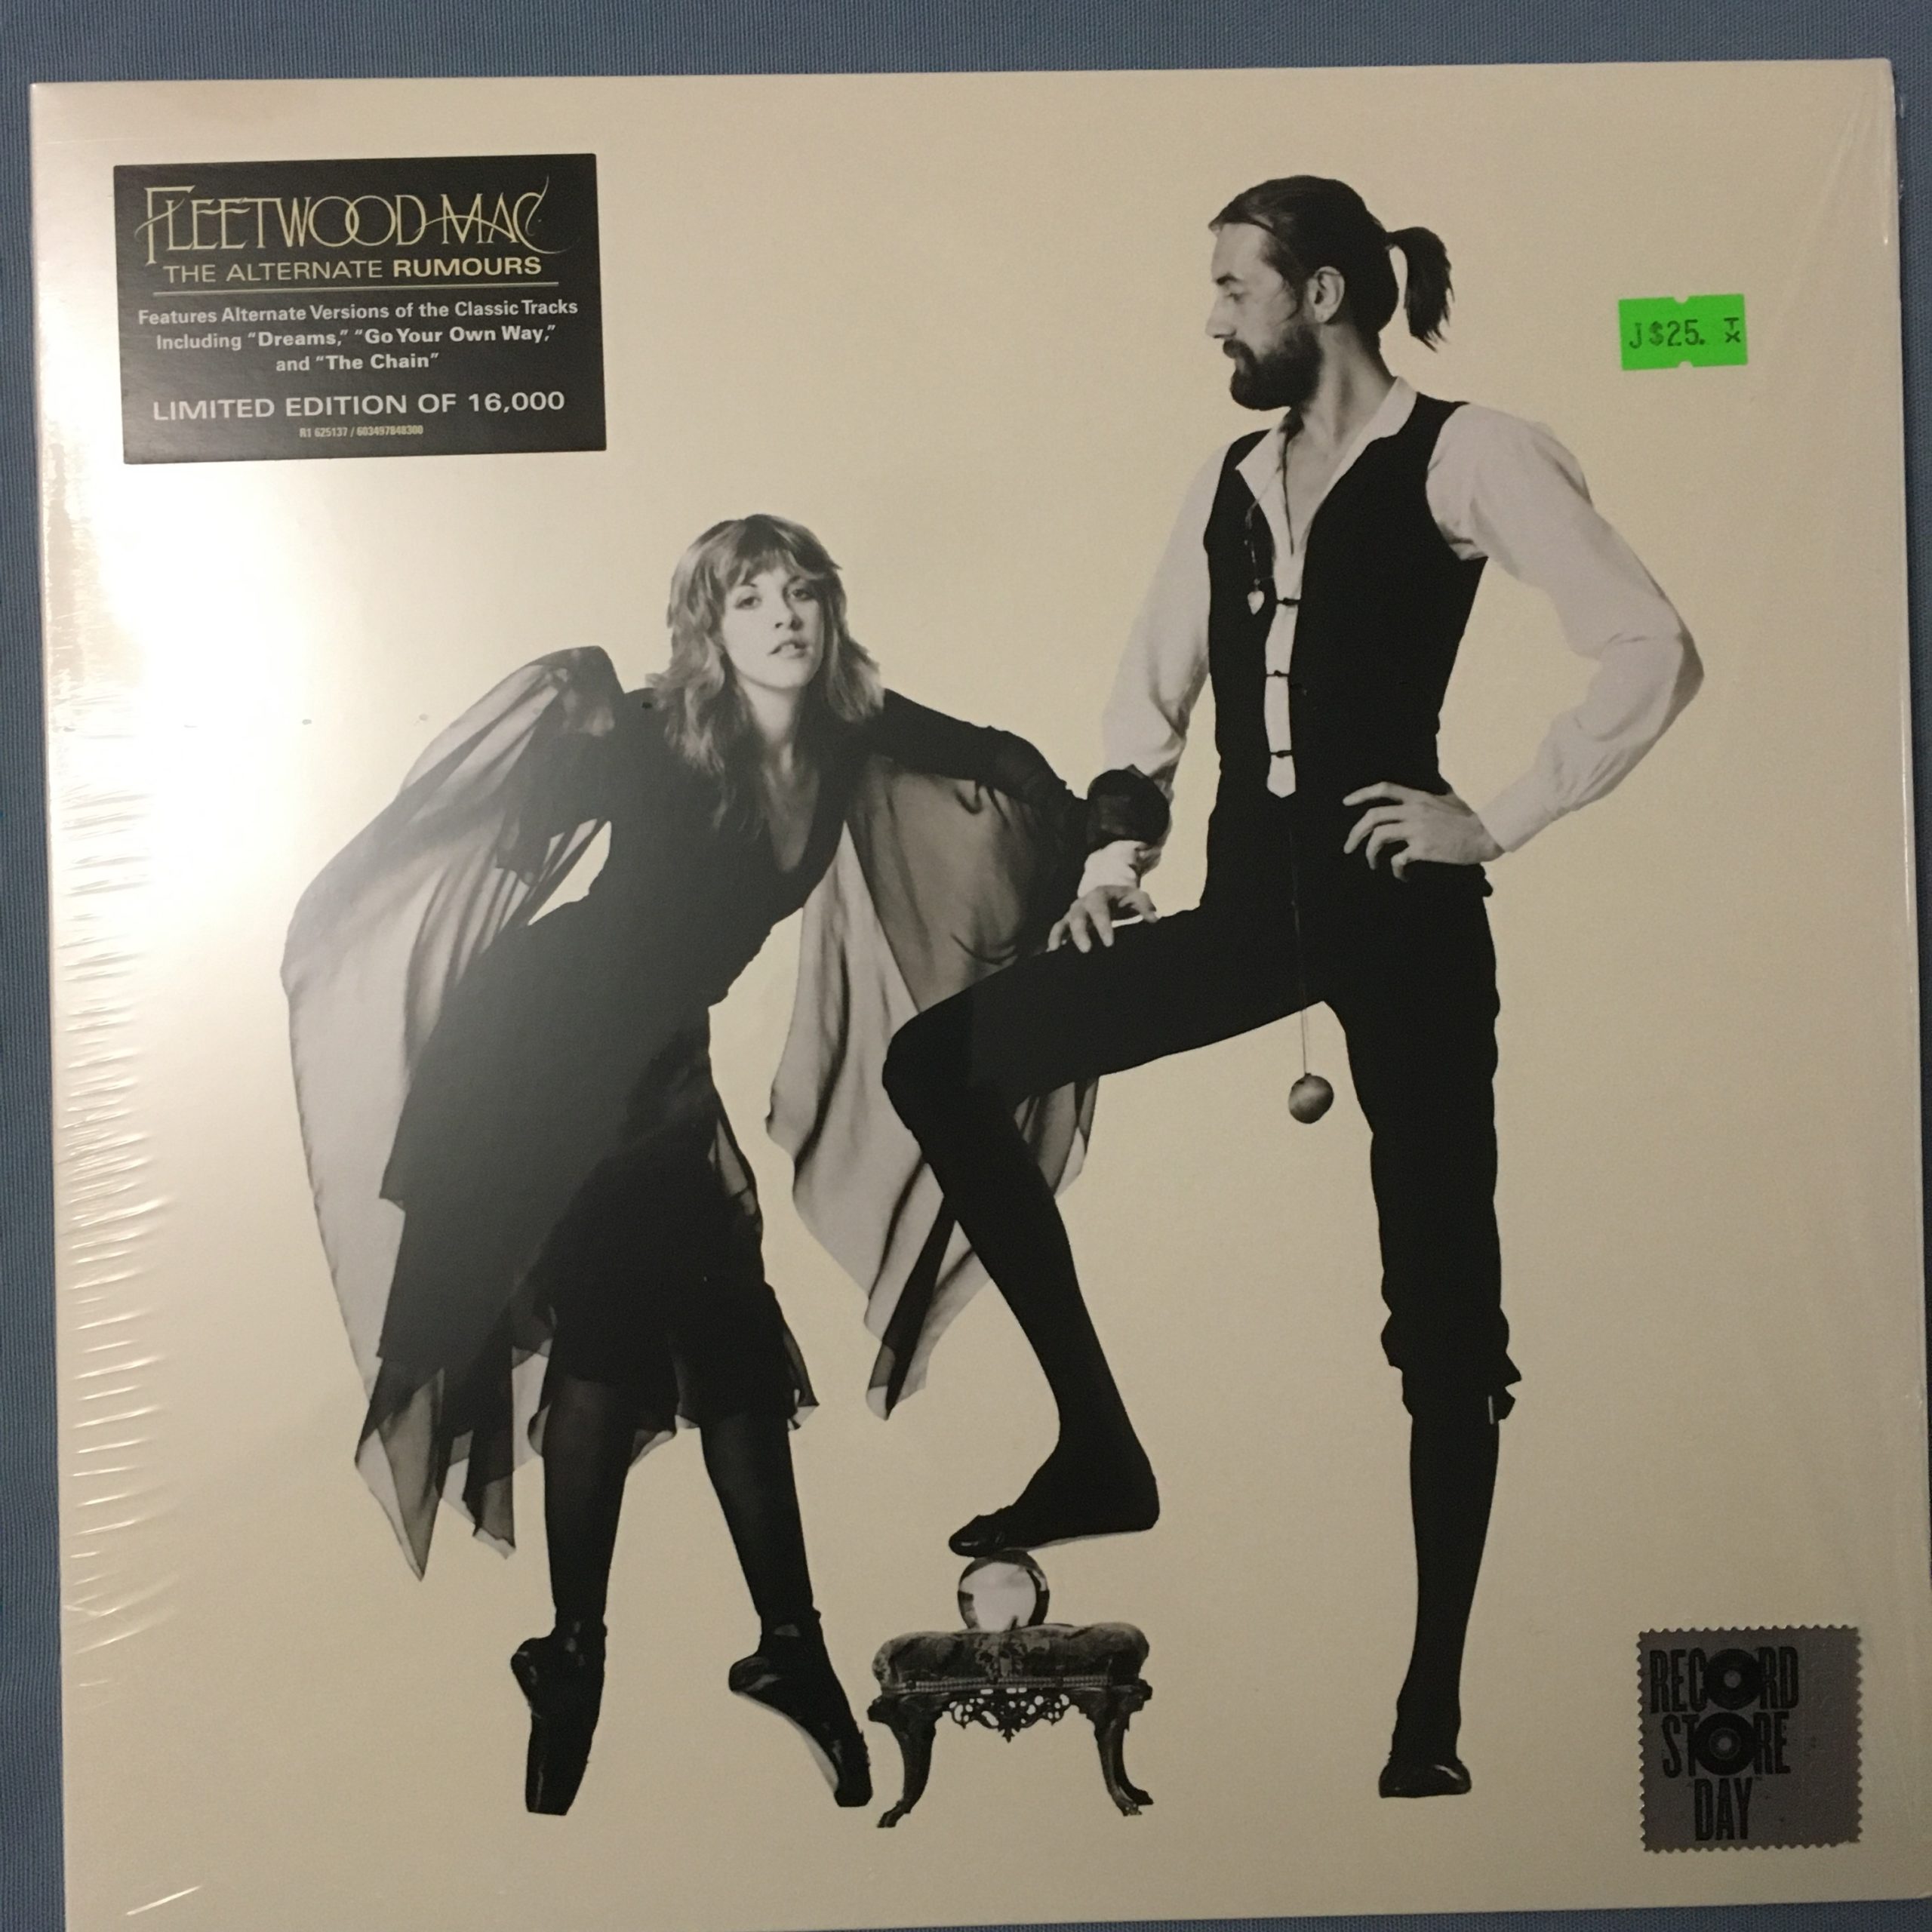 FLEETWOOD MAC
THE ALTERNATE RUMOURS
Features Alternate Versions of the Classic Tracks
Including “Dreams,” “Go Your Own Way,”
and “The Chain”
LIMITED EDITION OF 16,000
R1 625137 / 603497848300
J$25. TX
RECORD
STORE
DAY